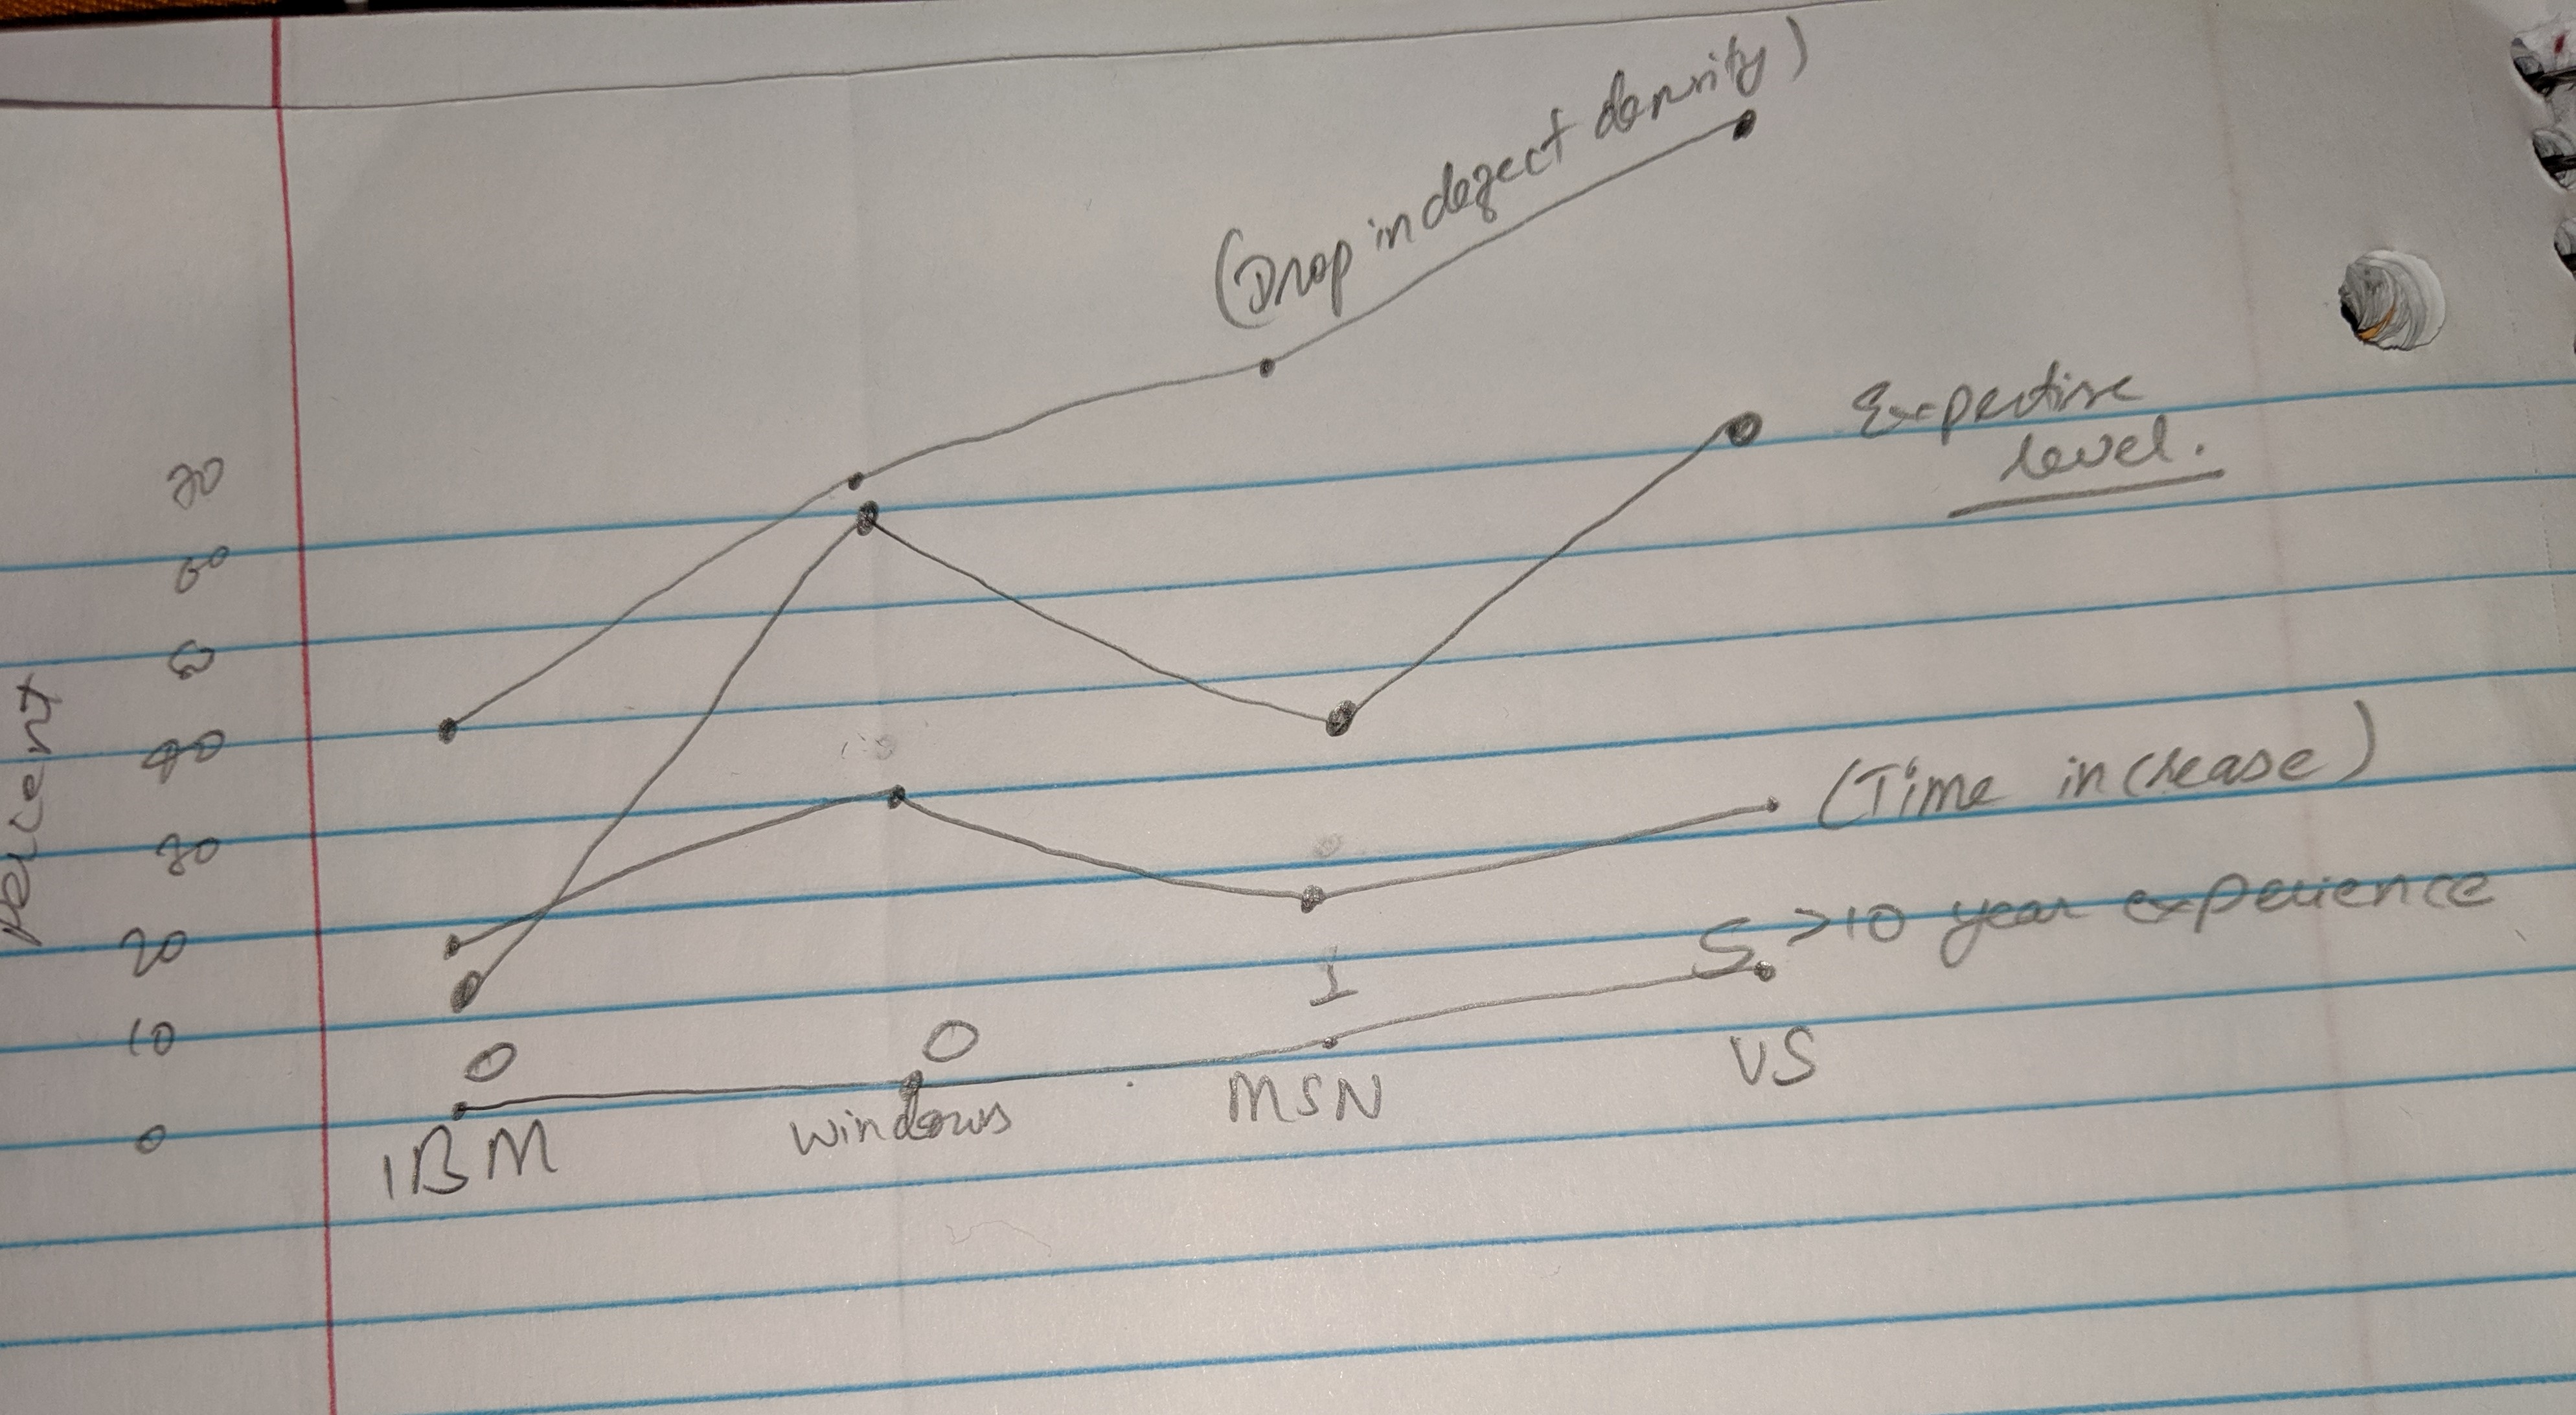 (Drop in defect density)
Expertise
level.
70
60
50
40
30
20
10
0
percent
(Time increase)
5 >10 year experience
1
0
0
IBM
windows
MSN
VS